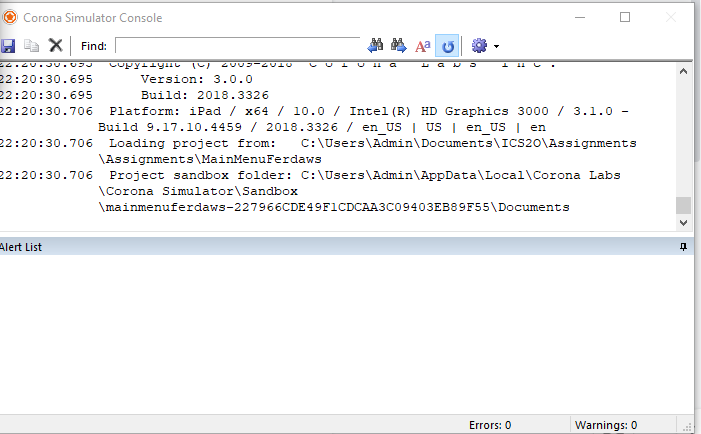 Corona Simulator Console
Find:
22:20:30.695 Copyright (C) 2009-2018 C o r o n a L a b s I n c .
22:20:30.695 Version: 3.0.0
22:20:30.695 Build: 2018.3326
22:20:30.706 Platform: iPad / x64 / 10.0 / Intel(R) HD Graphics 3000 / 3.1.0 -
Build 9.17.10.4459 / 2018.3326 / en_US | US | en_US | en
22:20:30.706 Loading project from: C:\Users\Admin\Documents\ICS2O\Assignments
\Assignments\MainMenuFerdaws
22:20:30.706 Project sandbox folder: C:\Users\Admin\AppData\Local\Corona Labs
\Corona Simulator\Sandbox
\mainmenuferdaws-227966CDE49F1CDCAA3C09403EB89F55\Documents
Alert List
Errors: 0
Warnings: 0